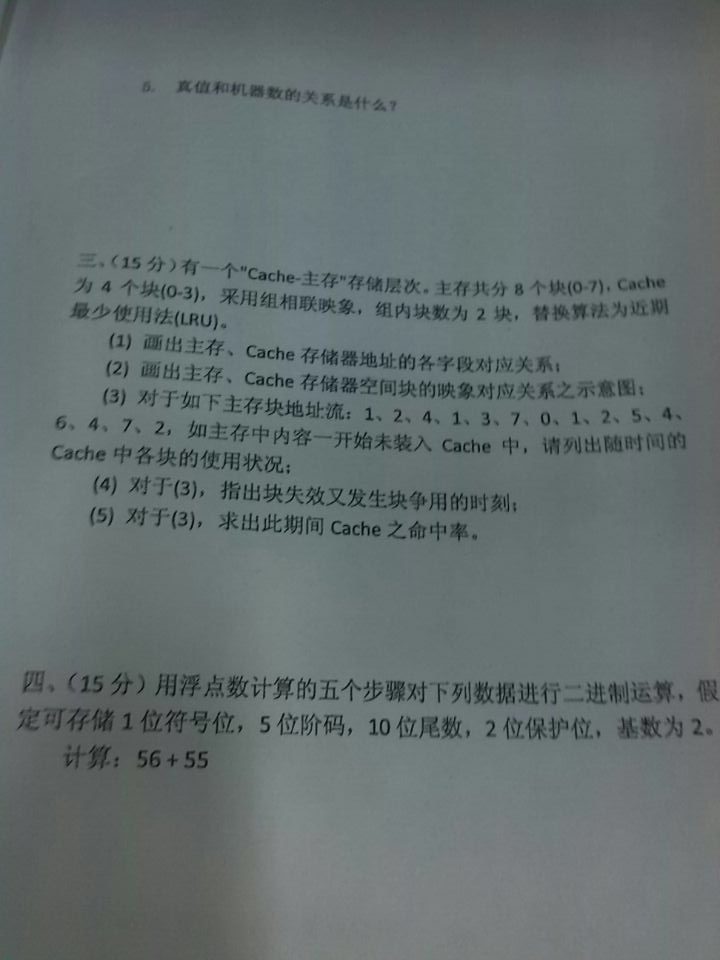 5. 真值和机器数的关系是什么?
三、(15 分)有一个"Cache-主存"存储层次。主存共分 8 个块(0-7), Cache
为 4 个块(0-3), 采用组相联映象, 组内块数为 2 块, 替换算法为近期
最少使用法(LRU)。
(1) 画出主存、Cache 存储器地址的各字段对应关系;
(2) 画出主存、Cache 存储器空间块的映象对应关系之示意图;
(3) 对于如下主存块地址流: 1、2、4、1、3、7、0、1、2、5、4、
6、4、7、2, 如主存中内容一开始未装入 Cache 中, 请列出随时间的
Cache 中各块的使用状况;
(4) 对于(3), 指出块失效又发生块争用的时刻;
(5) 对于(3), 求出此期间 Cache 之命中率。
四、(15 分) 用浮点数计算的五个步骤对下列数据进行二进制运算, 假
定可存储 1 位符号位, 5 位阶码, 10 位尾数, 2 位保护位, 基数为 2。
计算: 56 + 55